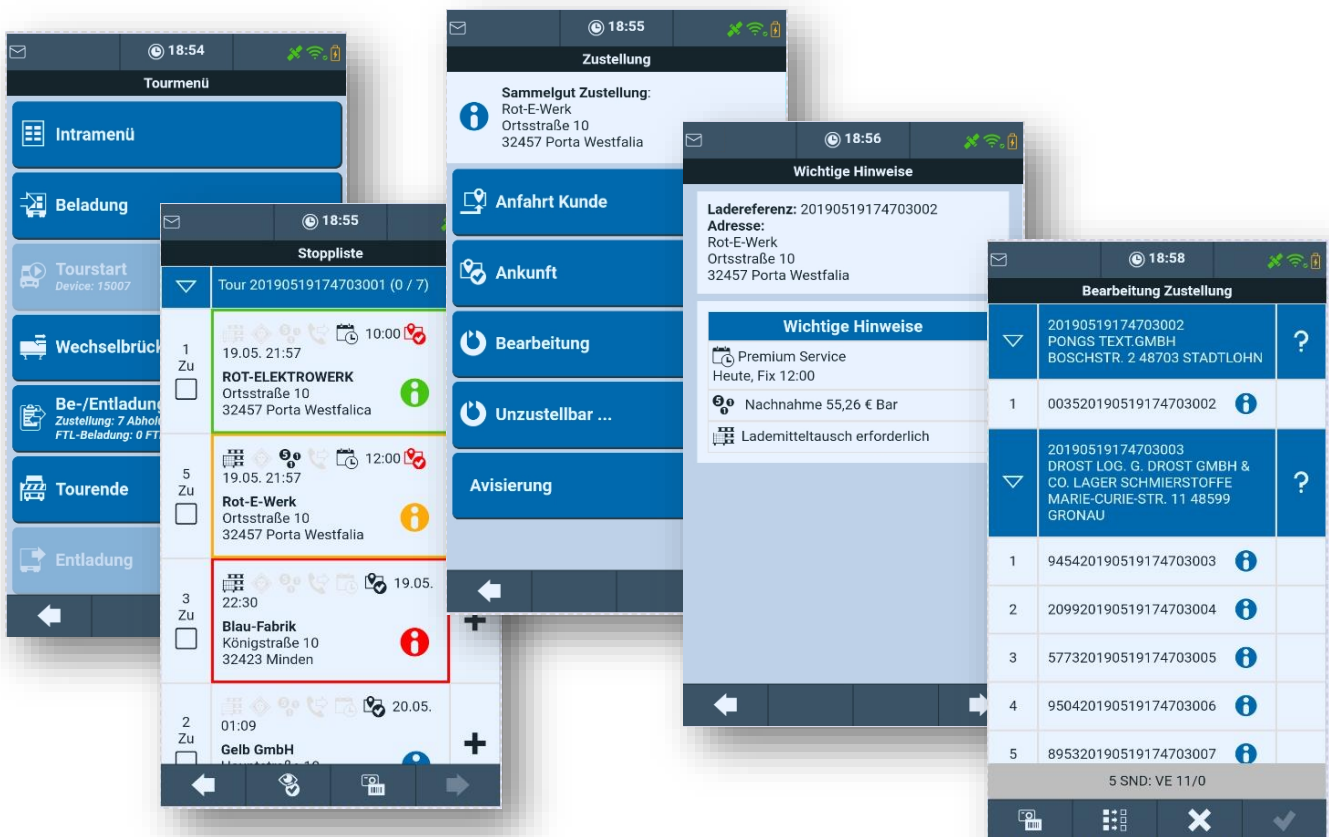 18:54
Tourmenü
Intramenü
Beladung
Tourstart
Device: 15007
Wechselbrück
Be-/Entladung
Zustellung: 7 Abhol
FTL-Beladung: 0 FT
Tourende
Entladung
18:55
Stoppliste
Tour 20190519174703001 (0 / 7)
1
Zu
10:00
19.05. 21:57
ROT-ELEKTROWERK
Ortsstraße 10
32457 Porta Westfalica
5
Zu
12:00
19.05. 21:57
Rot-E-Werk
Ortsstraße 10
32457 Porta Westfalia
3
Zu
19.05.
22:30
Blau-Fabrik
Königstraße 10
32423 Minden
2
Zu
20.05.
01:09
Gelb GmbH
18:55
Zustellung
Sammelgut Zustellung:
Rot-E-Werk
Ortsstraße 10
32457 Porta Westfalia
Anfahrt Kunde
Ankunft
Bearbeitung
Unzustellbar ...
Avisierung
18:56
Wichtige Hinweise
Ladereferenz: 20190519174703002
Adresse:
Rot-E-Werk
Ortsstraße 10
32457 Porta Westfalia
Wichtige Hinweise
Premium Service
Heute, Fix 12:00
Nachnahme 55,26 € Bar
Lademitteltausch erforderlich
18:58
Bearbeitung Zustellung
20190519174703002
PONGS TEXT.GMBH
BOSCHSTR. 2 48703 STADTLOHN
?
1 003520190519174703002
20190519174703003
DROST LOG. G. DROST GMBH &
CO. LAGER SCHMIERSTOFFE
MARIE-CURIE-STR. 11 48599
GRONAU
?
1 945420190519174703003
2 209920190519174703004
3 577320190519174703005
4 950420190519174703006
5 895320190519174703007
5 SND: VE 11/0